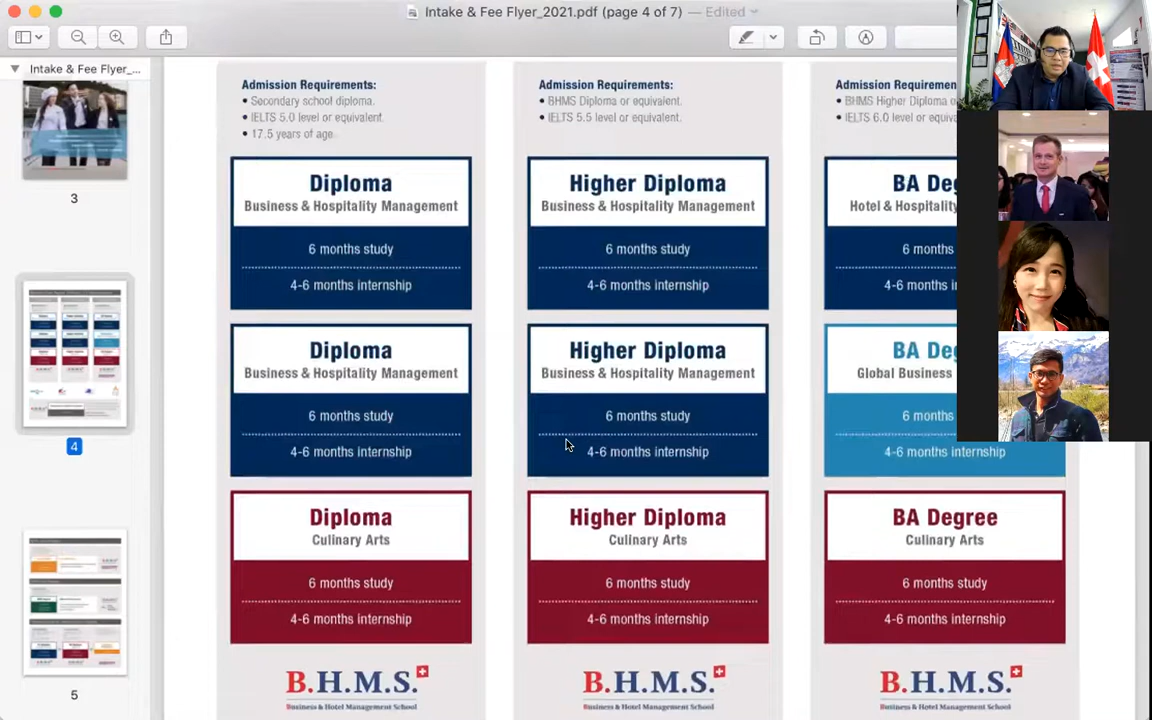 Intake & Fee Flyer_2021.pdf (page 4 of 7) — Edited
Intake & Fee Flyer_...
3
4
5
Admission Requirements:
• Secondary school diploma.
• IELTS 5.0 level or equivalent.
• 17.5 years of age.
Diploma
Business & Hospitality Management
6 months study
4-6 months internship
Diploma
Business & Hospitality Management
6 months study
4-6 months internship
Diploma
Culinary Arts
6 months study
4-6 months internship
B.H.M.S.
Business & Hotel Management School
Admission Requirements:
• BHMS Diploma or equivalent.
• IELTS 5.5 level or equivalent.
Higher Diploma
Business & Hospitality Management
6 months study
4-6 months internship
Higher Diploma
Business & Hospitality Management
6 months study
4-6 months internship
Higher Diploma
Culinary Arts
6 months study
4-6 months internship
B.H.M.S.
Business & Hotel Management School
Admission Requiremen
• BHMS Higher Diploma o
• IELTS 6.0 level or equiva
BA Deg
Hotel & Hospitality
6 months
4-6 months in
BA Deg
Global Business
6 months
4-6 months internship
BA Degree
Culinary Arts
6 months study
4-6 months internship
B.H.M.S.
Business & Hotel Management School